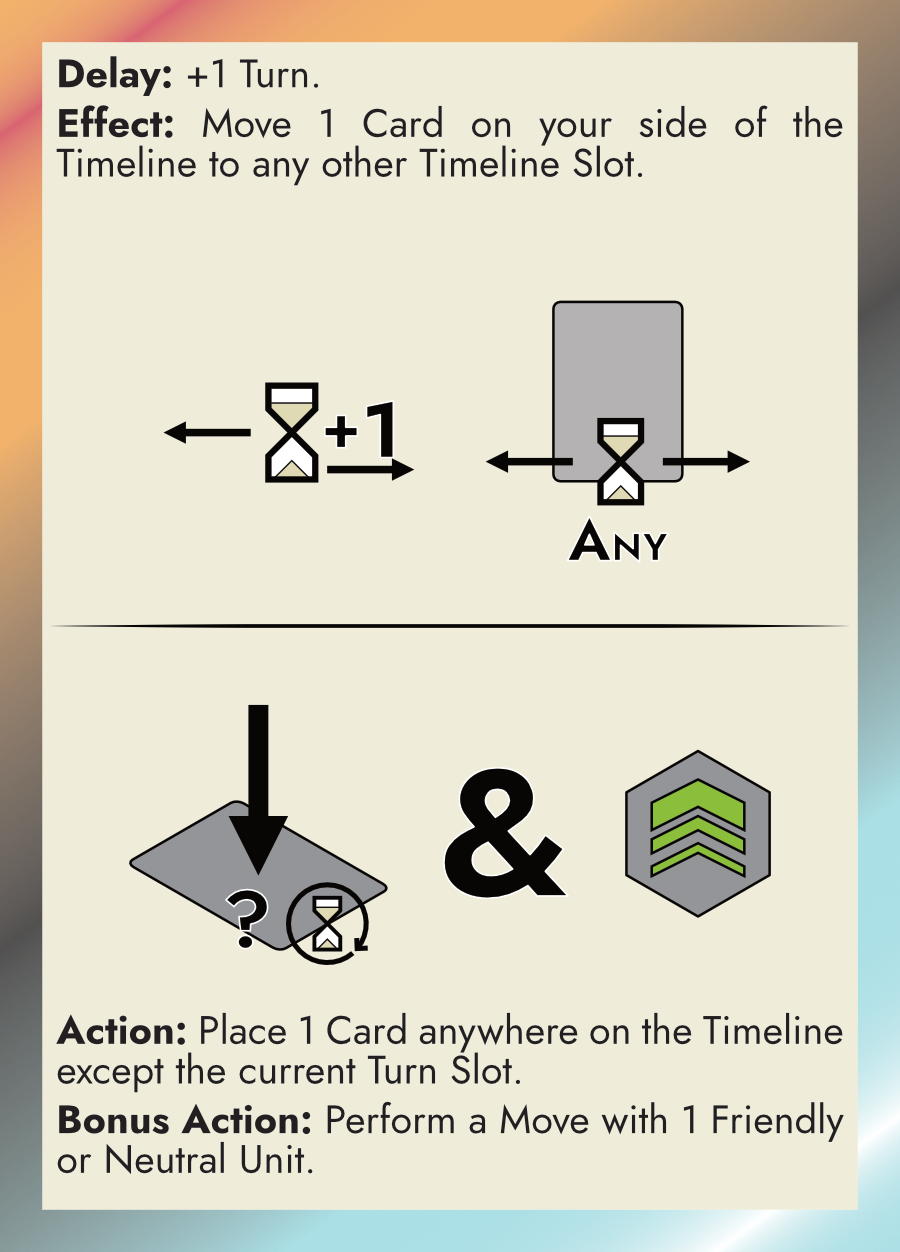 Delay: +1 Turn.
Effect: Move 1 Card on your side of the
Timeline to any other Timeline Slot.
+1
ANY
?
&
Action: Place 1 Card anywhere on the Timeline
except the current Turn Slot.
Bonus Action: Perform a Move with 1 Friendly
or Neutral Unit.